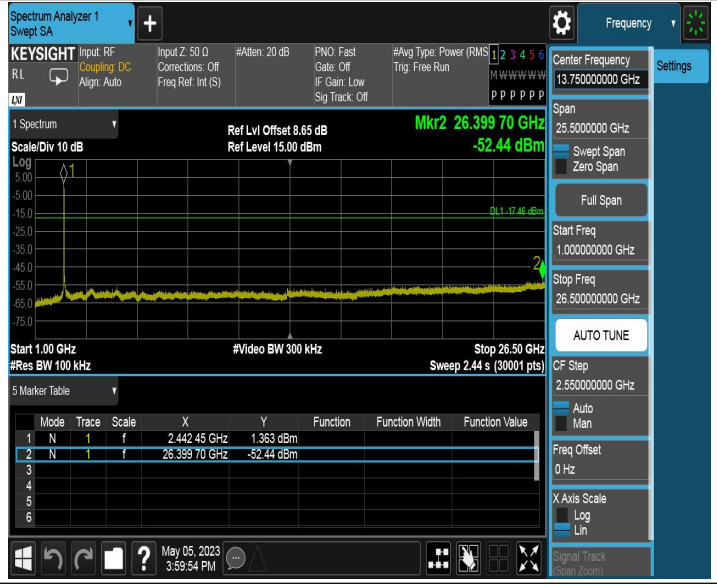 Spectrum Analyzer 1
Swept SA
Frequency
KEYSIGHT
Input: RF
Coupling: DC
Align: Auto
Input Z: 50 Ω
Corrections: Off
Freq Ref: Int (S)
#Atten: 20 dB
PNO: Fast
Gate: Off
IF Gain: Low
Sig Track: Off
#Avg Type: Power (RMS
Trig: Free Run
1 2 3 4 5 6
M W W W W W
P P P P P P
R L
LXI
Center Frequency
13.750000000 GHz
Settings
Span
25.5000000 GHz
Swept Span
Zero Span
Full Span
Start Freq
1.000000000 GHz
Stop Freq
26.500000000 GHz
AUTO TUNE
CF Step
2.550000000 GHz
Auto
Man
Freq Offset
0 Hz
X Axis Scale
Log
Lin
Signal Track
(Span Zoom)
1 Spectrum
Scale/Div 10 dB
Ref Lvl Offset 8.65 dB
Ref Level 15.00 dBm
Mkr2 26.399 70 GHz
-52.44 dBm
Log
5.00
-5.00
-15.0
-25.0
-35.0
-45.0
-55.0
-65.0
-75.0
1
DL1 -17.46 dBm
2
Start 1.00 GHz
#Res BW 100 kHz
#Video BW 300 kHz
Stop 26.50 GHz
Sweep 2.44 s (30001 pts)
5 Marker Table
Mode Trace Scale X Y Function Function Width Function Value
1 N 1 f 2.442 45 GHz 1.363 dBm
2 N 1 f 26.399 70 GHz -52.44 dBm
3
4
5
6
?
May 05, 2023
3:59:54 PM